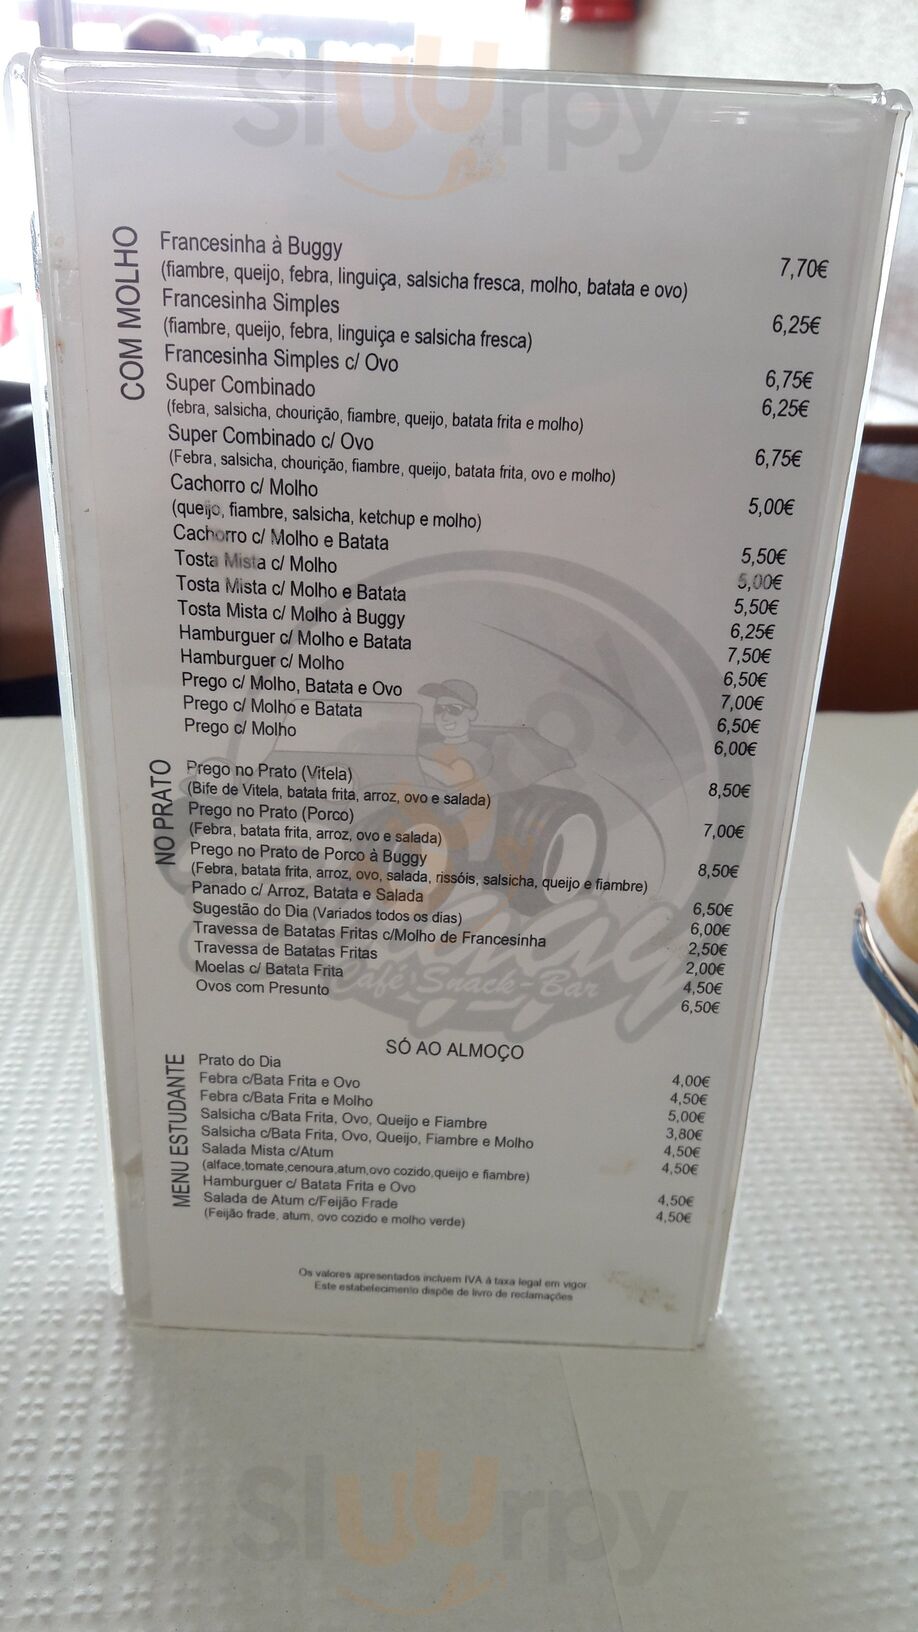 Sluurpy
COM MOLHO
Francesinha à Buggy 7,70€
(fiambre, queijo, febra, linguiça, salsicha fresca, molho, batata e ovo)
Francesinha Simples 6,25€
(fiambre, queijo, febra, linguiça e salsicha fresca)
Francesinha Simples c/ Ovo 6,75€
Super Combinado 6,25€
(febra, salsicha, chourição, fiambre, queijo, batata frita e molho)
Super Combinado c/ Ovo 6,75€
(Febra, salsicha, chourição, fiambre, queijo, batata frita, ovo e molho)
Cachorro c/ Molho 5,00€
(queijo, fiambre, salsicha, ketchup e molho)
Cachorro c/ Molho e Batata 5,50€
Tosta Mista c/ Molho 5,00€
Tosta Mista c/ Molho e Batata 5,50€
Tosta Mista c/ Molho à Buggy 6,25€
Hamburguer c/ Molho e Batata 7,50€
Hamburguer c/ Molho 6,50€
Prego c/ Molho, Batata e Ovo 7,00€
Prego c/ Molho e Batata 6,50€
Prego c/ Molho 6,00€
NO PRATO
Prego no Prato (Vitela) 8,50€
(Bife de Vitela, batata frita, arroz, ovo e salada)
Prego no Prato (Porco) 7,00€
(Febra, batata frita, arroz, ovo e salada)
Prego no Prato de Porco à Buggy 8,50€
(Febra, batata frita, arroz, ovo, salada, rissóis, salsicha, queijo e fiambre)
Panado c/ Arroz, Batata e Salada 6,50€
Sugestão do Dia (Variados todos os dias) 6,00€
Travessa de Batatas Fritas c/Molho de Francesinha 2,50€
Travessa de Batatas Fritas 2,00€
Moelas c/ Batata Frita 4,50€
Ovos com Presunto 6,50€
Buggy
Café Snack-Bar
SÓ AO ALMOÇO
MENU ESTUDANTE
Prato do Dia 4,00€
Febra c/Bata Frita e Ovo 4,50€
Febra c/Bata Frita e Molho 5,00€
Salsicha c/Bata Frita, Ovo, Queijo e Fiambre 3,80€
Salsicha c/Bata Frita, Ovo, Queijo, Fiambre e Molho 4,50€
Salada Mista c/Atum 4,50€
(alface,tomate,cenoura,atum,ovo cozido,queijo e fiambre)
Hamburguer c/ Batata Frita e Ovo 4,50€
Salada de Atum c/Feijão Frade 4,50€
(Feijão frade, atum, ovo cozido e molho verde)
Os valores apresentados incluem IVA à taxa legal em vigor
Este estabelecimento dispõe de livro de reclamações
Sluurpy